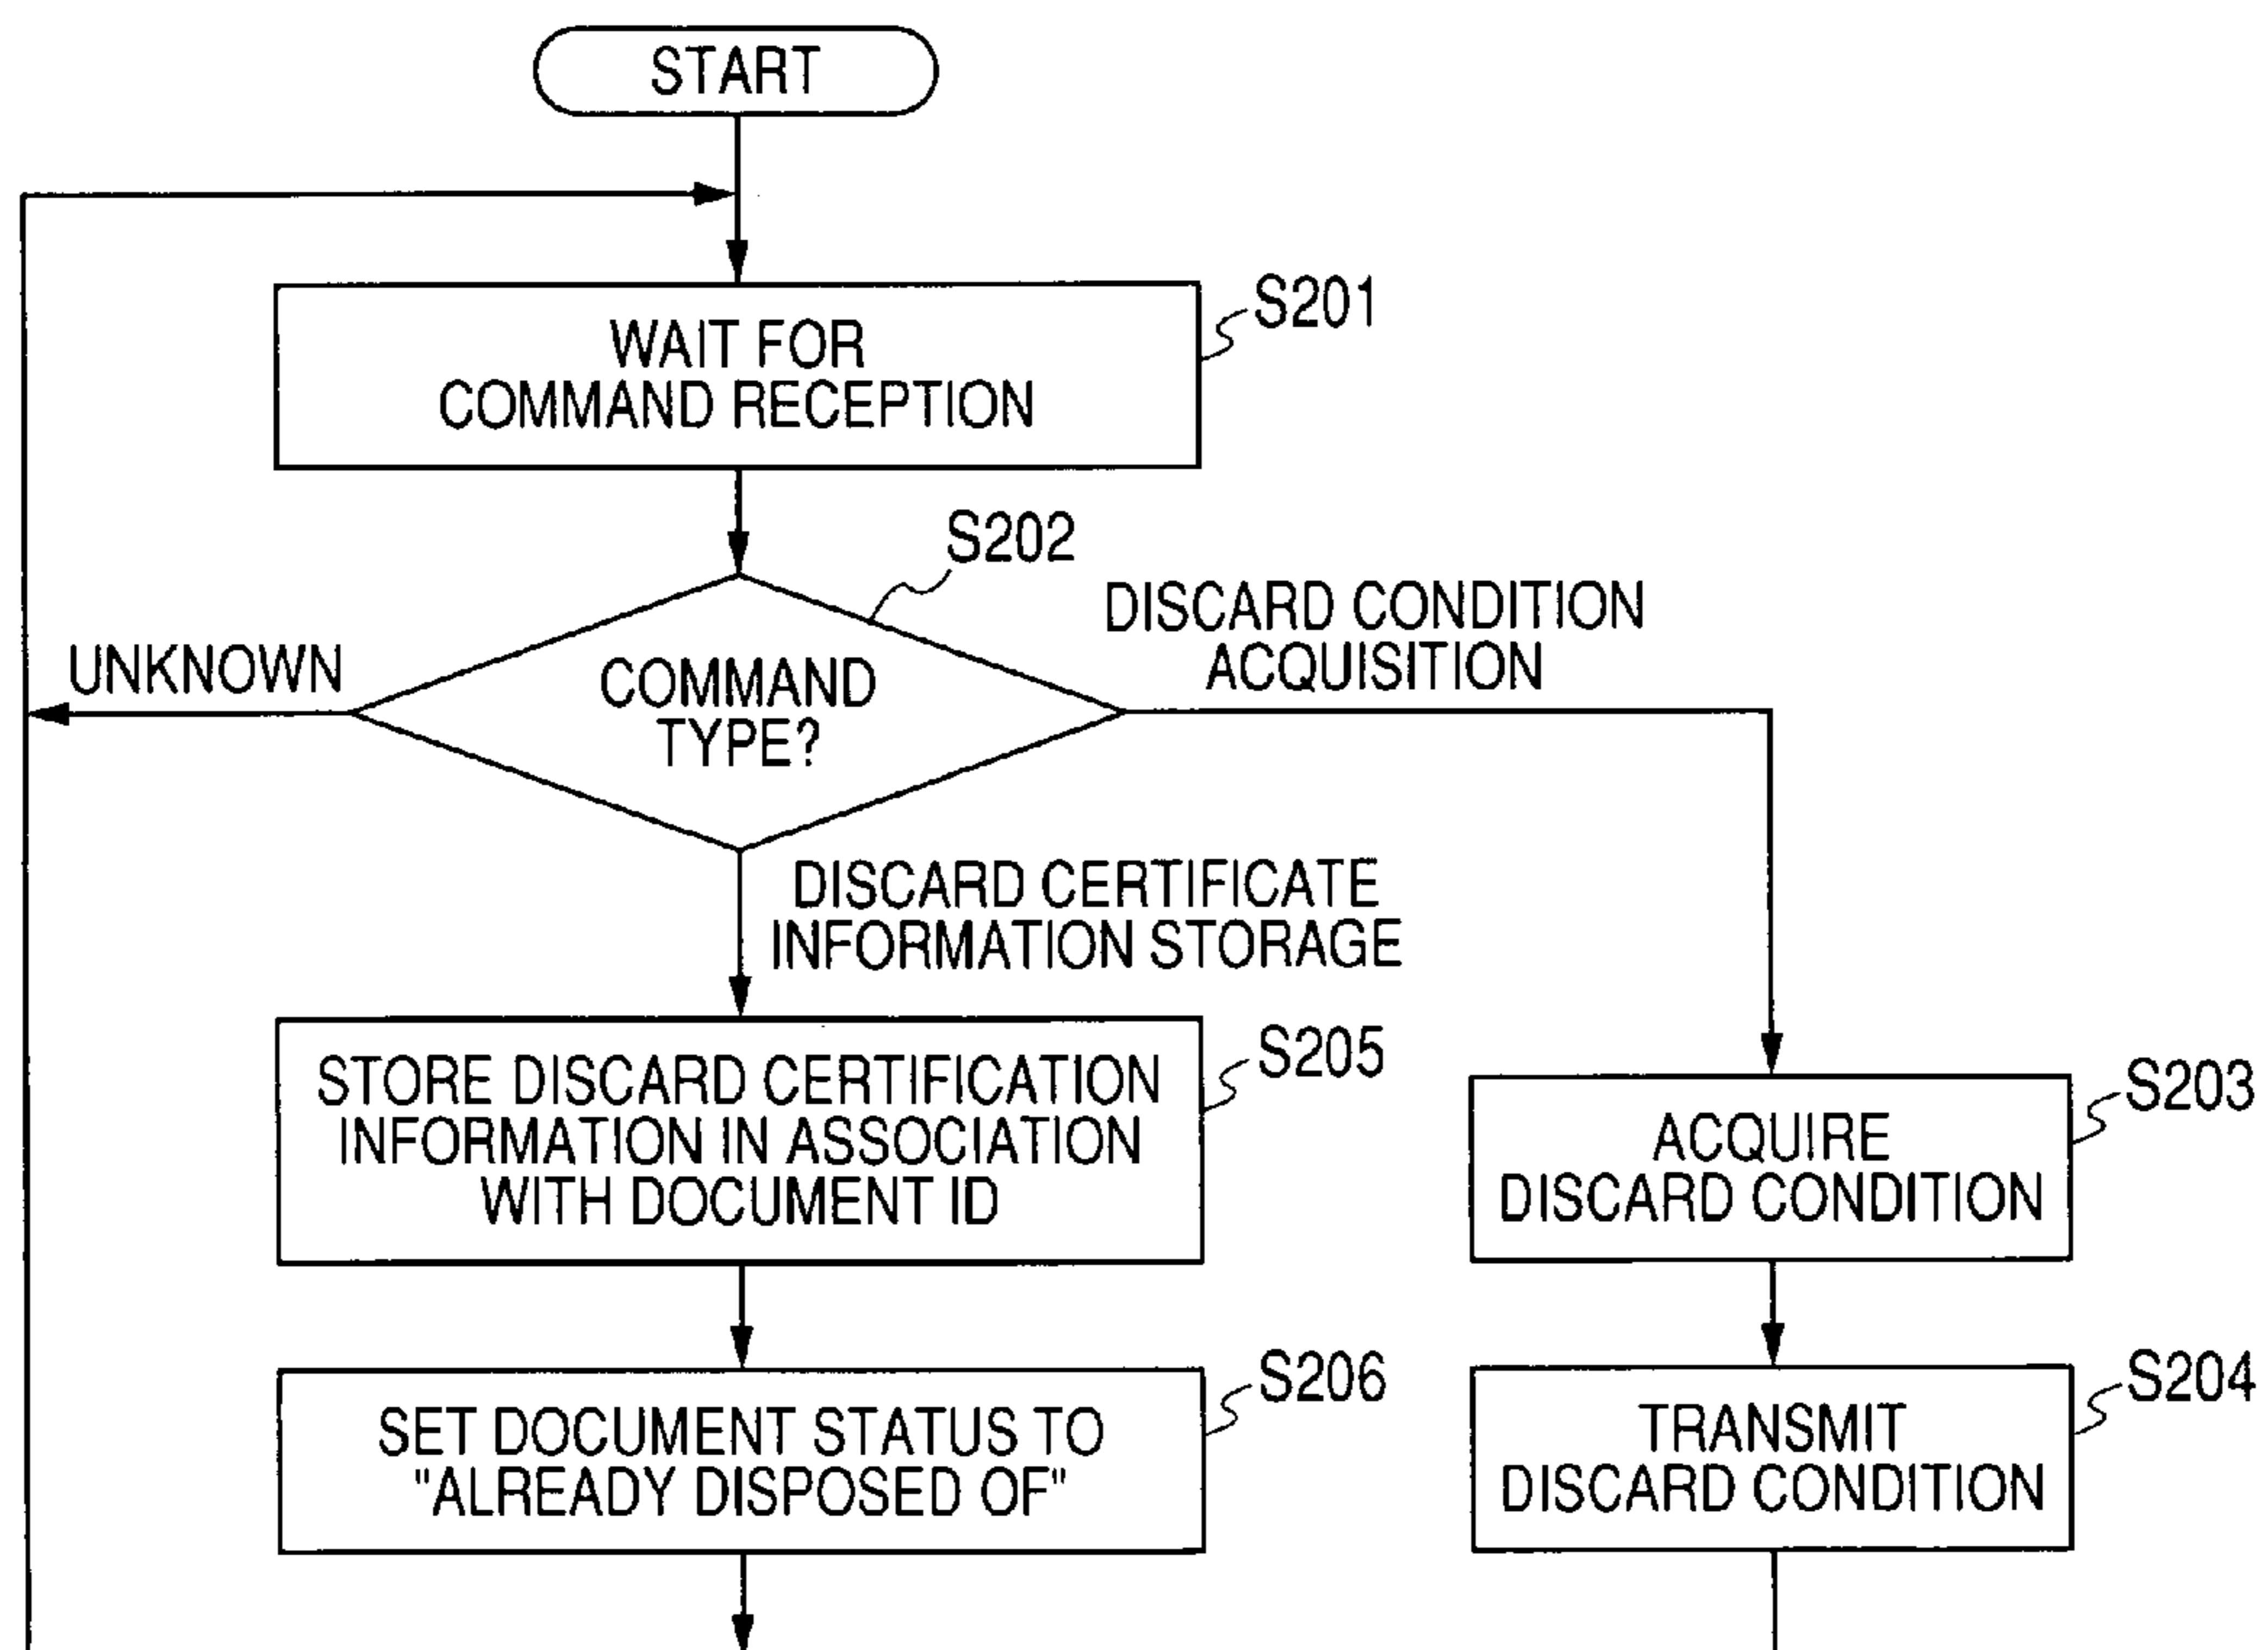 START
S201
WAIT FOR
COMMAND RECEPTION
S202
DISCARD CONDITION
ACQUISITION
UNKNOWN
COMMAND
TYPE?
DISCARD CERTIFICATE
INFORMATION STORAGE
S205
STORE DISCARD CERTIFICATION
INFORMATION IN ASSOCIATION
WITH DOCUMENT ID
S203
ACQUIRE
DISCARD CONDITION
S206
SET DOCUMENT STATUS TO
"ALREADY DISPOSED OF"
S204
TRANSMIT
DISCARD CONDITION